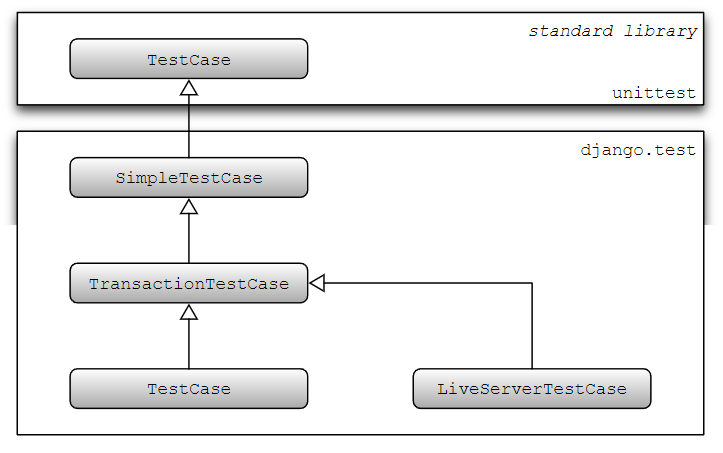 standard library
TestCase
unittest
django.test
SimpleTestCase
TransactionTestCase
TestCase
LiveServerTestCase